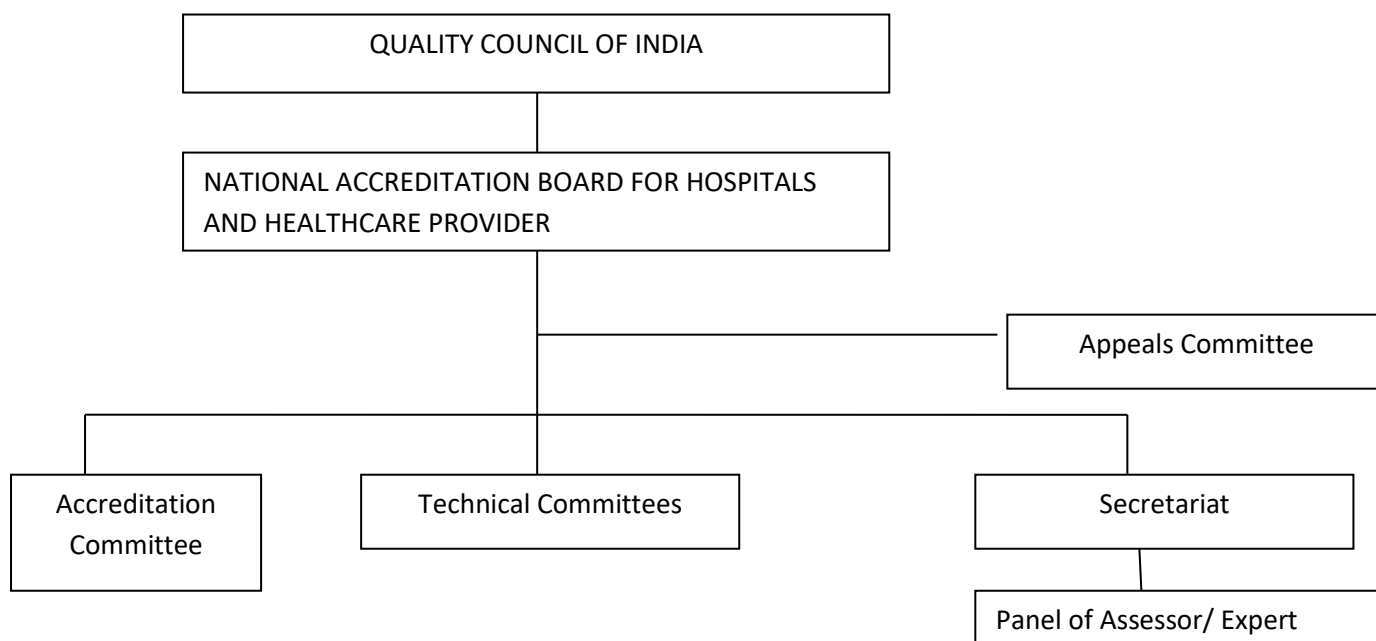 QUALITY COUNCIL OF INDIA
NATIONAL ACCREDITATION BOARD FOR HOSPITALS
AND HEALTHCARE PROVIDER
Appeals Committee
Accreditation
Committee
Technical Committees
Secretariat
Panel of Assessor/ Expert